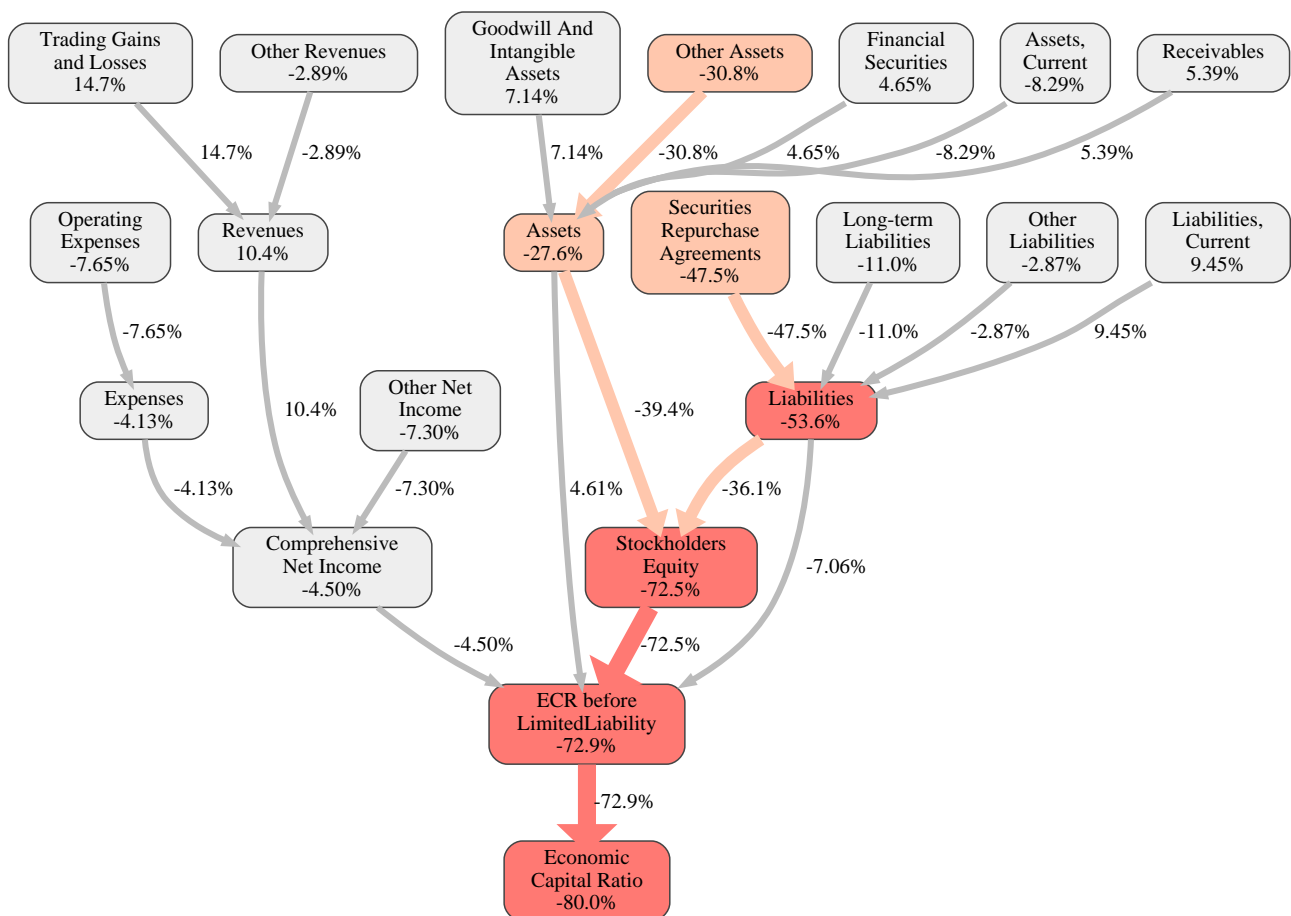 Trading Gains
and Losses
14.7%
Other Revenues
-2.89%
Goodwill And
Intangible
Assets
7.14%
Other Assets
-30.8%
Financial
Securities
4.65%
Assets,
Current
-8.29%
Receivables
5.39%
14.7%
-2.89%
7.14%
-30.8%
4.65%
-8.29%
5.39%
Operating
Expenses
-7.65%
Revenues
10.4%
Assets
-27.6%
Securities
Repurchase
Agreements
-47.5%
Long-term
Liabilities
-11.0%
Other
Liabilities
-2.87%
Liabilities,
Current
9.45%
-7.65%
-47.5%
-11.0%
-2.87%
9.45%
Expenses
-4.13%
10.4%
Other Net
Income
-7.30%
-39.4%
Liabilities
-53.6%
-4.13%
-7.30%
4.61%
-36.1%
Comprehensive
Net Income
-4.50%
Stockholders
Equity
-72.5%
-7.06%
-4.50%
-72.5%
ECR before
LimitedLiability
-72.9%
-72.9%
Economic
Capital Ratio
-80.0%